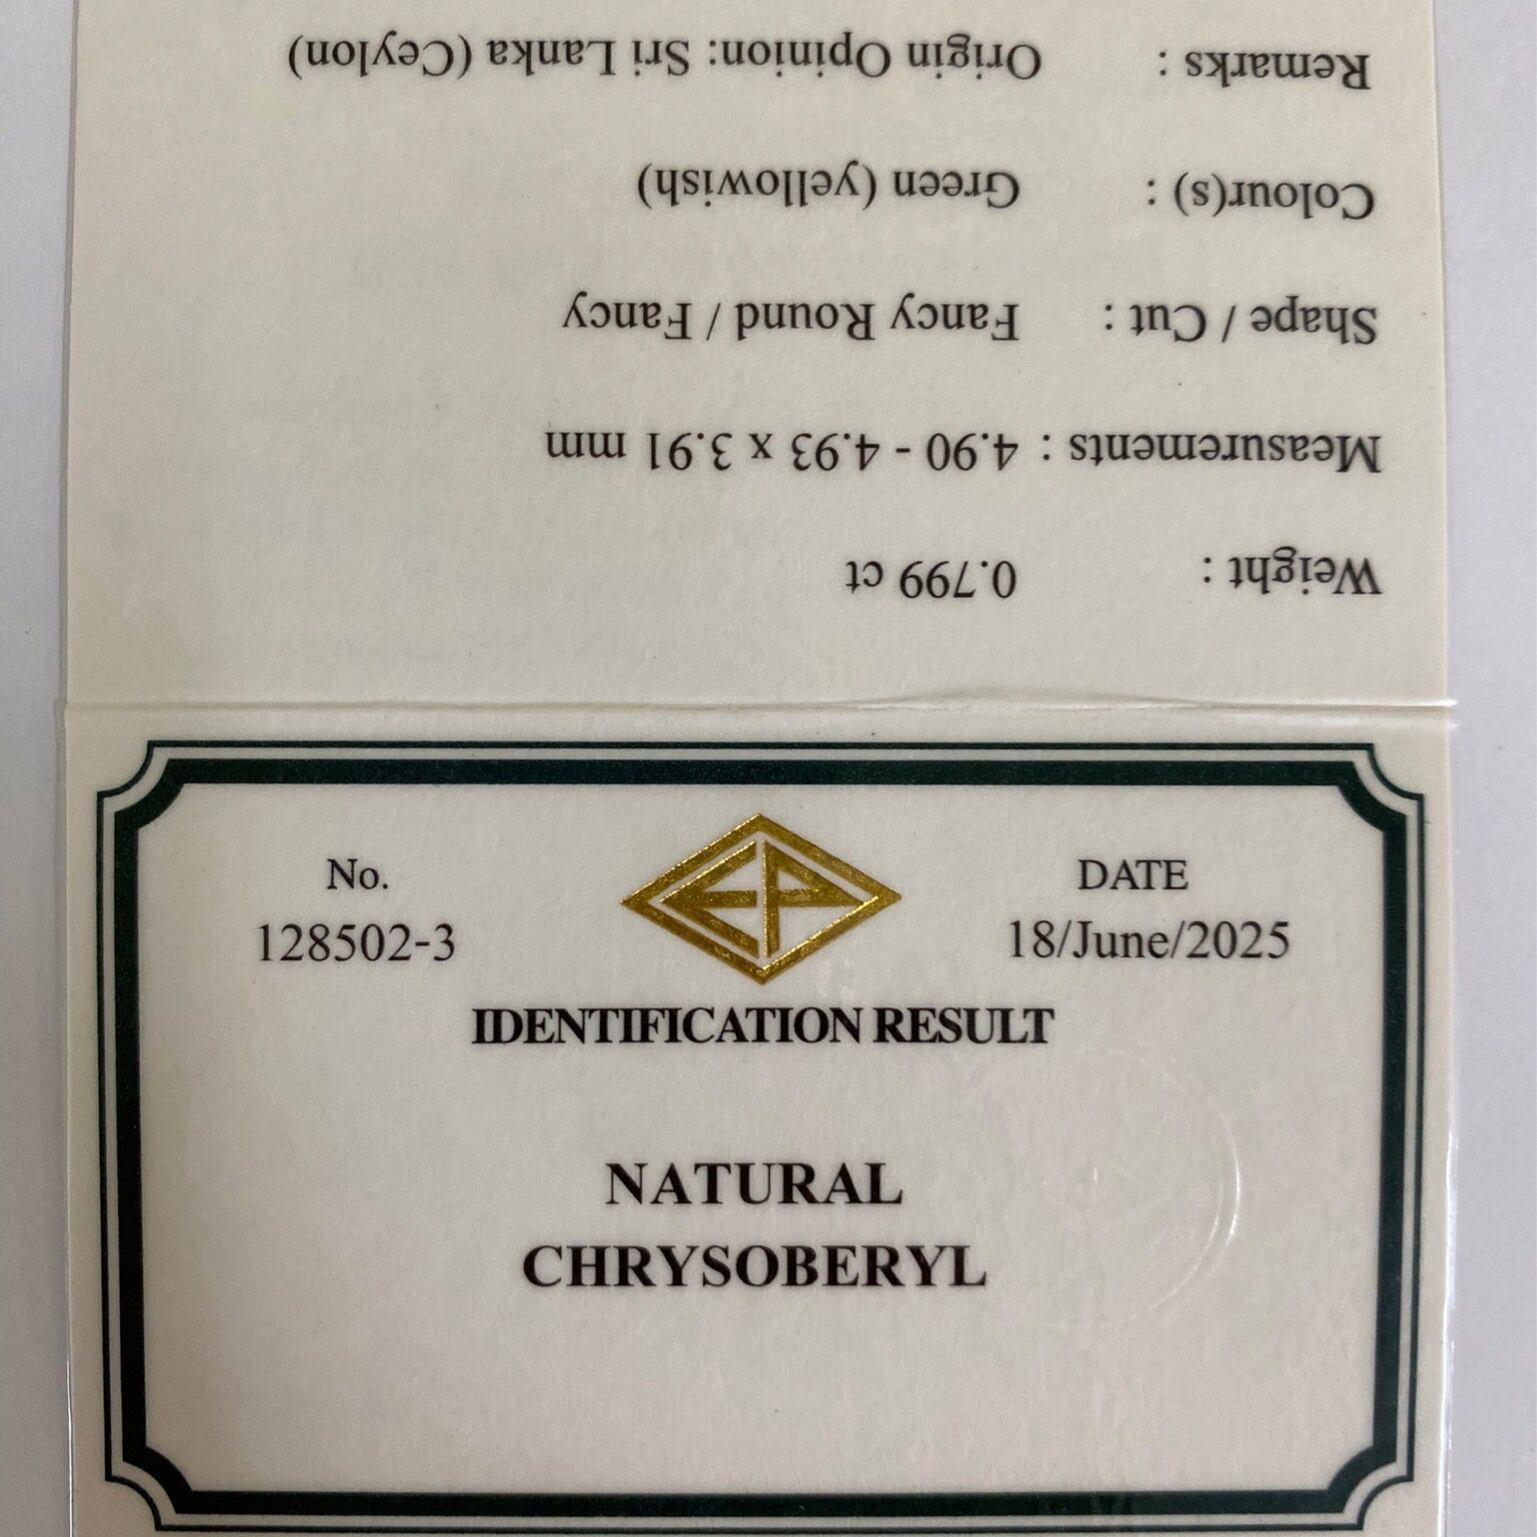 Weight : 0.799 ct
Measurements : 4.90 - 4.93 x 3.91 mm
Shape / Cut : Fancy Round / Fancy
Colour(s) : Green (yellowish)
Remarks : Origin Opinion: Sri Lanka (Ceylon)
EP
No. DATE
128502-3 18/June/2025
IDENTIFICATION RESULT
NATURAL
CHRYSOBERYL